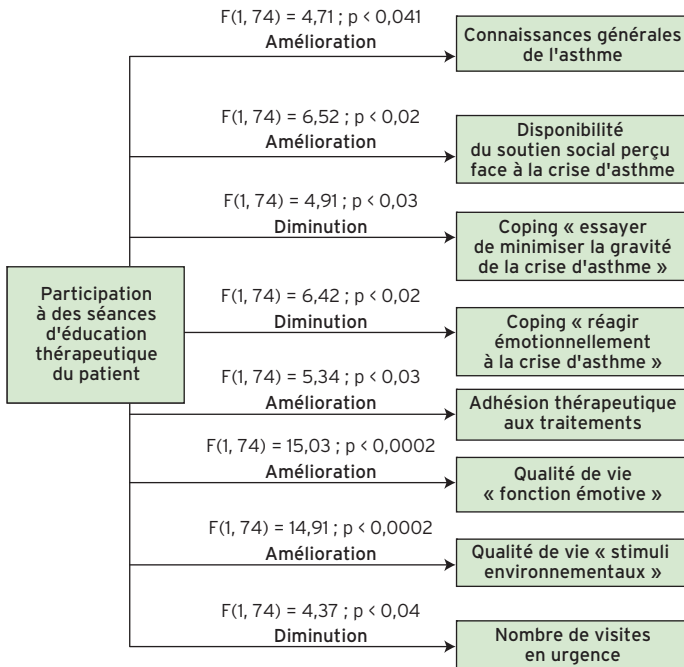 F(1, 74) = 4,71 ; p < 0,041
Amélioration
Connaissances générales
de l'asthme
F(1, 74) = 6,52 ; p < 0,02
Amélioration
Disponibilité
du soutien social perçu
face à la crise d'asthme
F(1, 74) = 4,91 ; p < 0,03
Diminution
Coping « essayer
de minimiser la gravité
de la crise d'asthme »
Participation
à des séances
d'éducation
thérapeutique
du patient
F(1, 74) = 6,42 ; p < 0,02
Diminution
Coping « réagir
émotionnellement
à la crise d'asthme »
F(1, 74) = 5,34 ; p < 0,03
Amélioration
Adhésion thérapeutique
aux traitements
F(1, 74) = 15,03 ; p < 0,0002
Amélioration
Qualité de vie
« fonction émotive »
F(1, 74) = 14,91 ; p < 0,0002
Amélioration
Qualité de vie « stimuli
environnementaux »
F(1, 74) = 4,37 ; p < 0,04
Diminution
Nombre de visites
en urgence